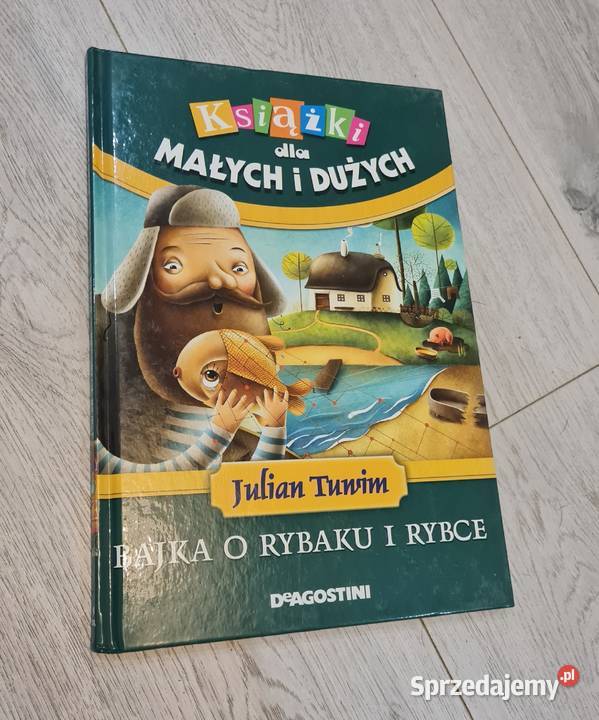 Książki
dla
MAŁYCH i DUŻYCH
Julian Tuwim
BAJKA O RYBAKU I RYBCE
DeAGOSTINI
Sprzedajemy.pl